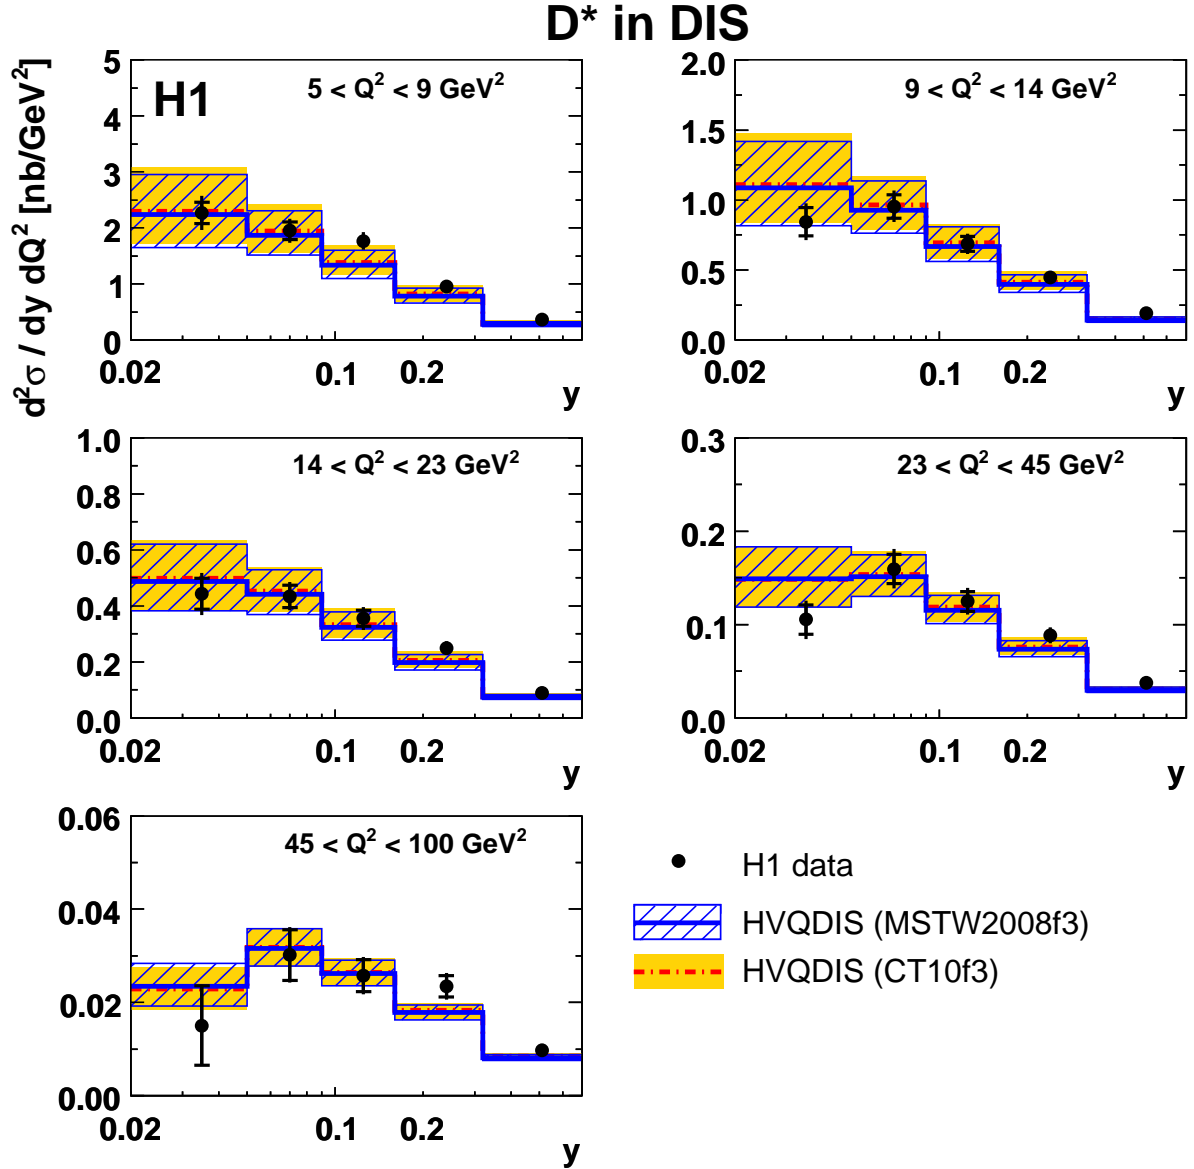 D* in DIS
d²σ / dy dQ² [nb/GeV²]
H1
5 < Q² < 9 GeV²
5
4
3
2
1
0
0.02
0.1
0.2
y
9 < Q² < 14 GeV²
2.0
1.5
1.0
0.5
0.0
0.02
0.1
0.2
y
14 < Q² < 23 GeV²
1.0
0.8
0.6
0.4
0.2
0.0
0.02
0.1
0.2
y
23 < Q² < 45 GeV²
0.3
0.2
0.1
0.0
0.02
0.1
0.2
y
45 < Q² < 100 GeV²
0.06
0.04
0.02
0.00
0.02
0.1
0.2
y
H1 data
HVQDIS (MSTW2008f3)
HVQDIS (CT10f3)